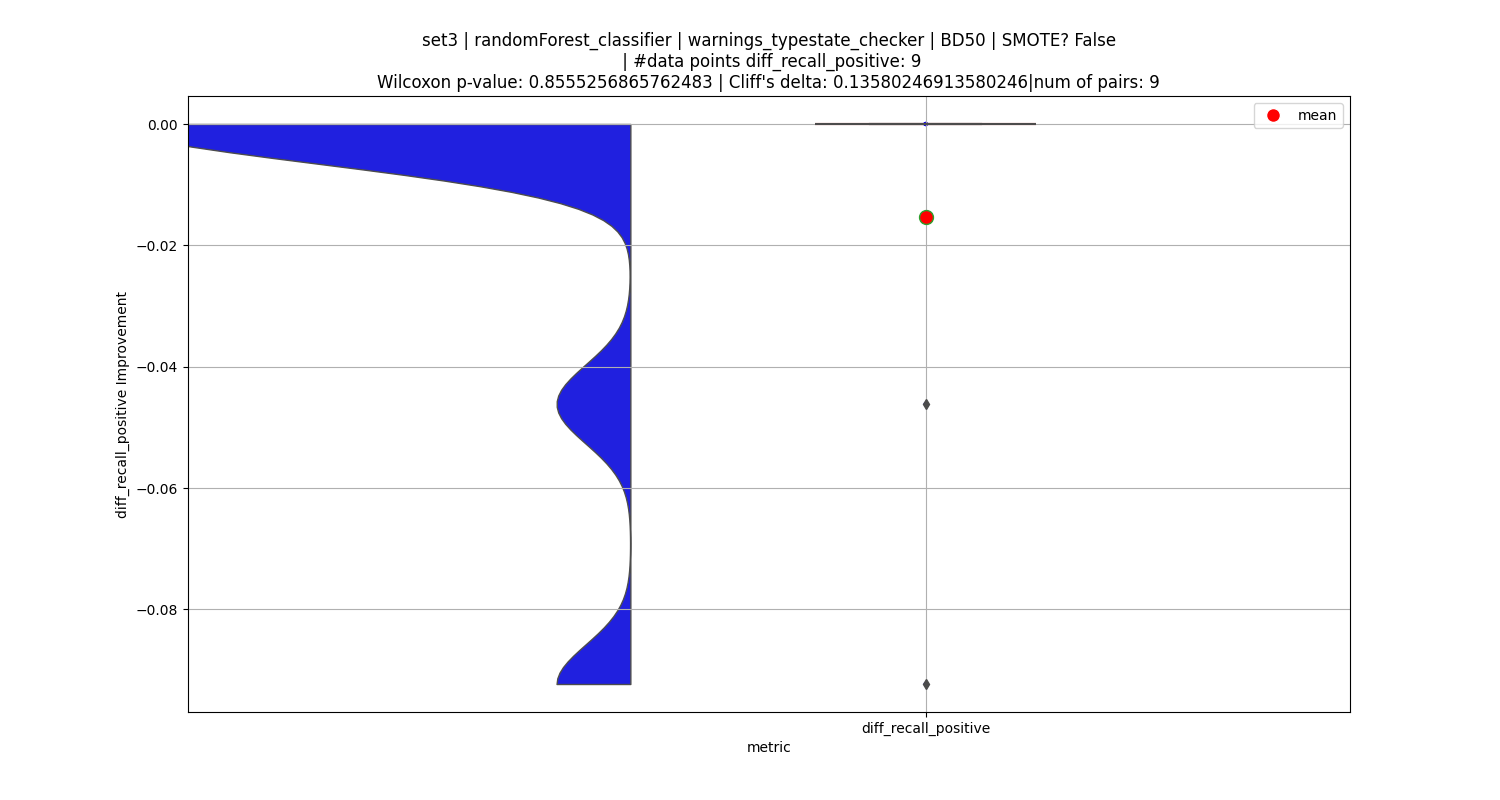 set3 | randomForest_classifier | warnings_typestate_checker | BD50 | SMOTE? False
| #data points diff_recall_positive: 9
Wilcoxon p-value: 0.8555256865762483 | Cliff's delta: 0.13580246913580246|num of pairs: 9
mean
0.00
−0.02
−0.04
−0.06
−0.08
diff_recall_positive Improvement
diff_recall_positive
metric